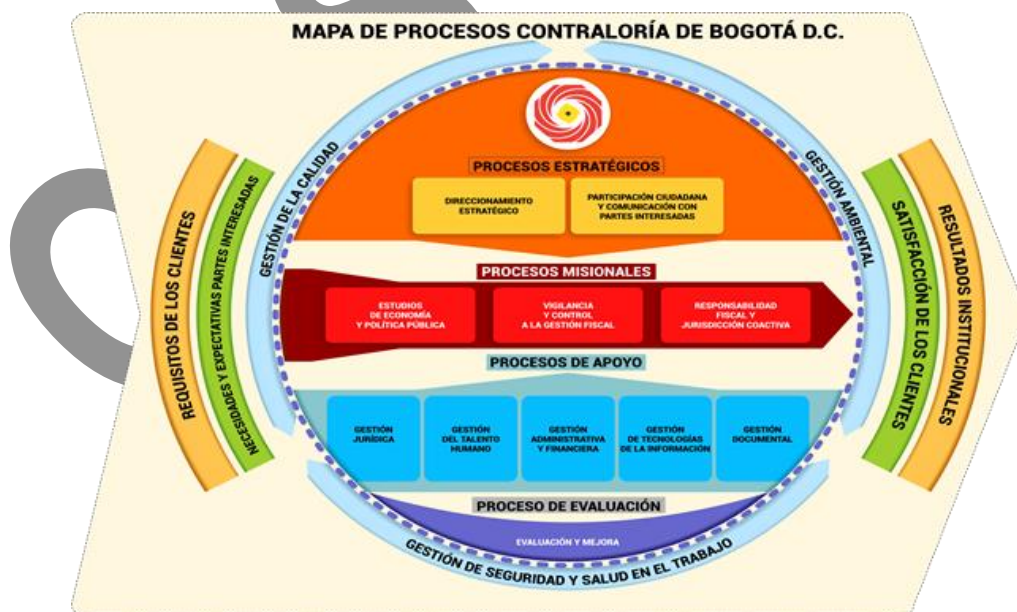 MAPA DE PROCESOS CONTRALORÍA DE BOGOTÁ D.C.
REQUISITOS DE LOS CLIENTES
NECESIDADES Y EXPECTATIVAS PARTES INTERESADAS
GESTIÓN DE LA CALIDAD
PROCESOS ESTRATÉGICOS
DIRECCIONAMIENTO
ESTRATÉGICO
PARTICIPACIÓN CIUDADANA
Y COMUNICACIÓN CON
PARTES INTERESADAS
PROCESOS MISIONALES
ESTUDIOS
DE ECONOMÍA
Y POLÍTICA PÚBLICA
VIGILANCIA
Y CONTROL
A LA GESTIÓN FISCAL
RESPONSABILIDAD
FISCAL Y
JURISDICCIÓN COACTIVA
PROCESOS DE APOYO
GESTIÓN
JURÍDICA
GESTIÓN
DEL TALENTO
HUMANO
GESTIÓN
ADMINISTRATIVA
Y FINANCIERA
GESTIÓN
DE TECNOLOGÍAS
DE LA INFORMACIÓN
GESTIÓN
DOCUMENTAL
PROCESO DE EVALUACIÓN
EVALUACIÓN Y MEJORA
GESTIÓN DE SEGURIDAD Y SALUD EN EL TRABAJO
GESTIÓN AMBIENTAL
SATISFACCIÓN DE LOS CLIENTES
RESULTADOS INSTITUCIONALES